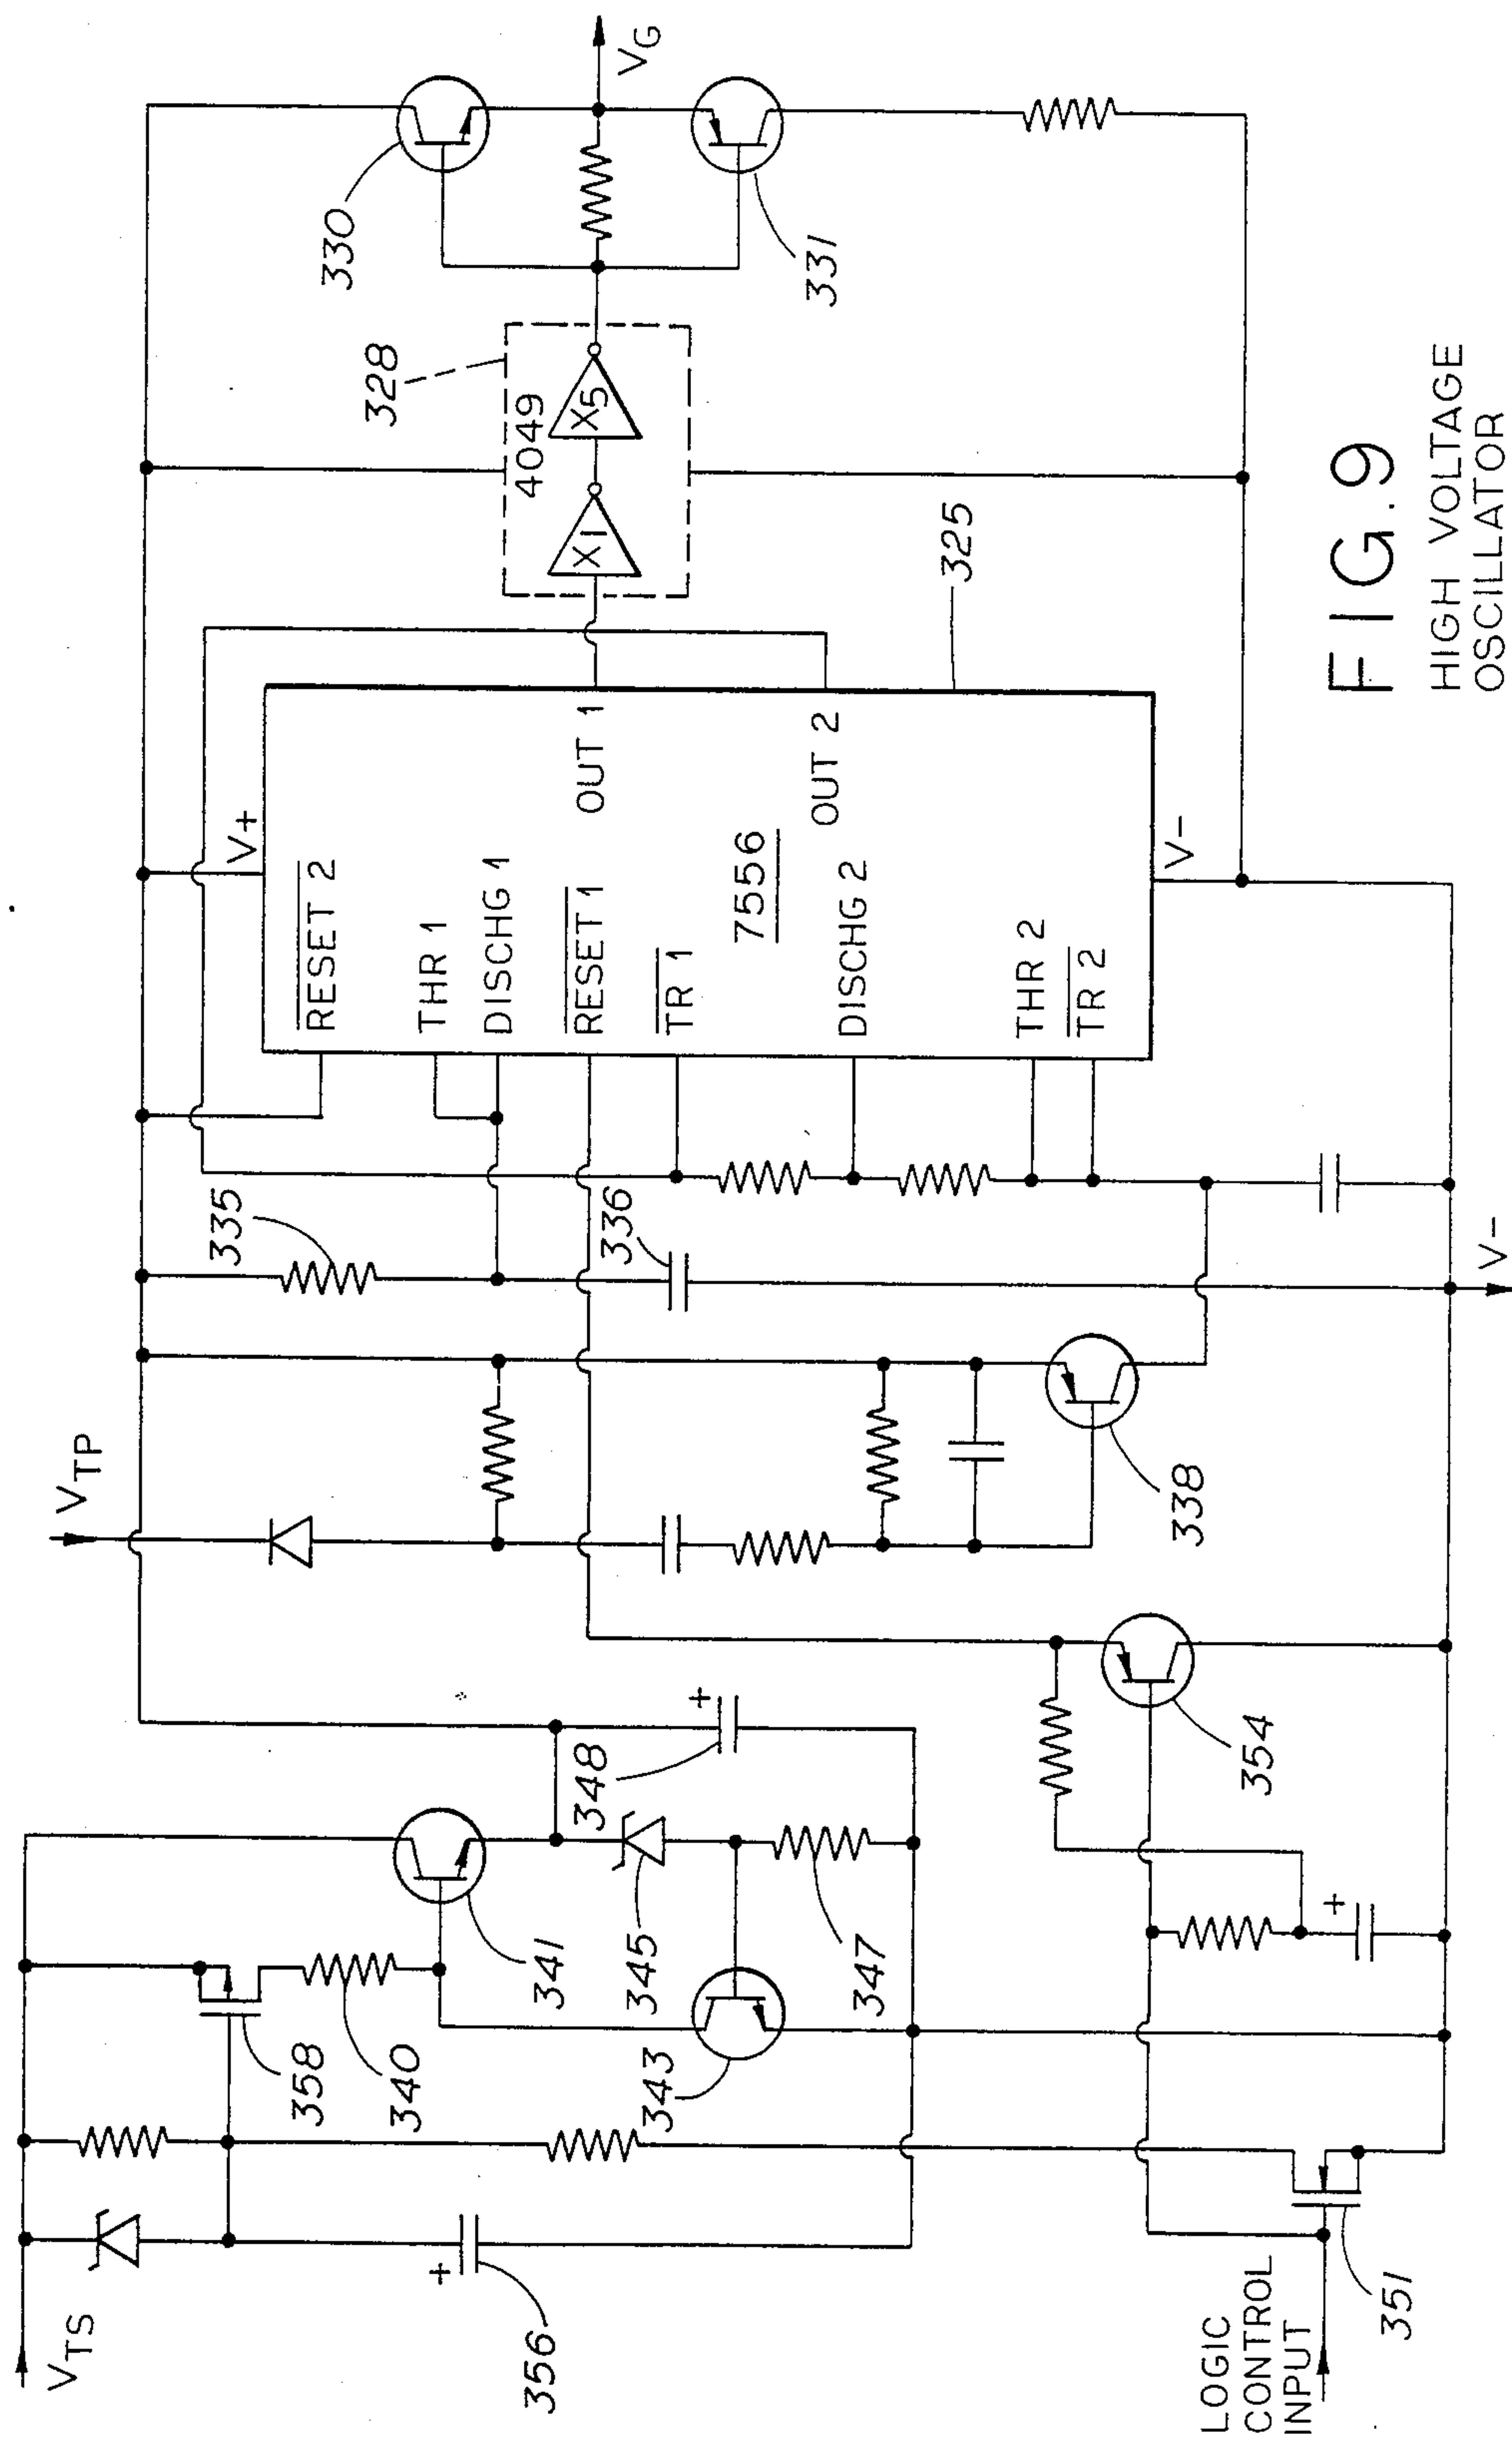 V_TS
356
358
340
341
343
345
347
348
LOGIC
CONTROL
INPUT
351
354
V_TP
338
335
336
V-
V+
RESET 2
THR 1
DISCHG 1
RESET 1
TR 1
7556
DISCHG 2
THR 2
TR 2
OUT 1
OUT 2
V-
325
328
4049
X1
X5
330
331
V_G
FIG.9
HIGH VOLTAGE
OSCILLATOR